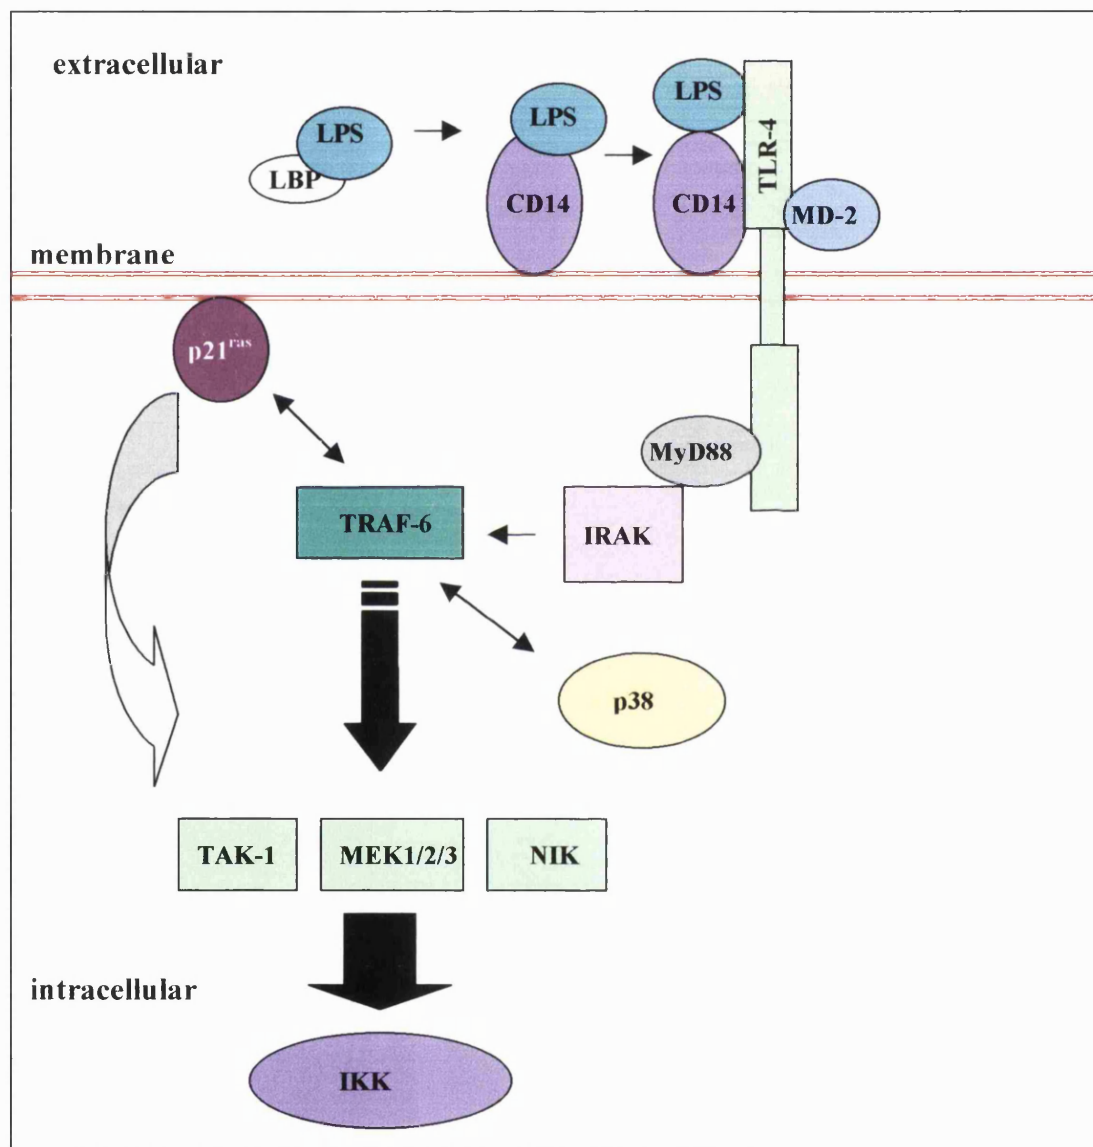 extracellular
LPS
LBP
LPS
CD14
LPS
CD14
TLR-4
MD-2
membrane
p21ras
MyD88
TRAF-6
IRAK
p38
TAK-1
MEK1/2/3
NIK
intracellular
IKK